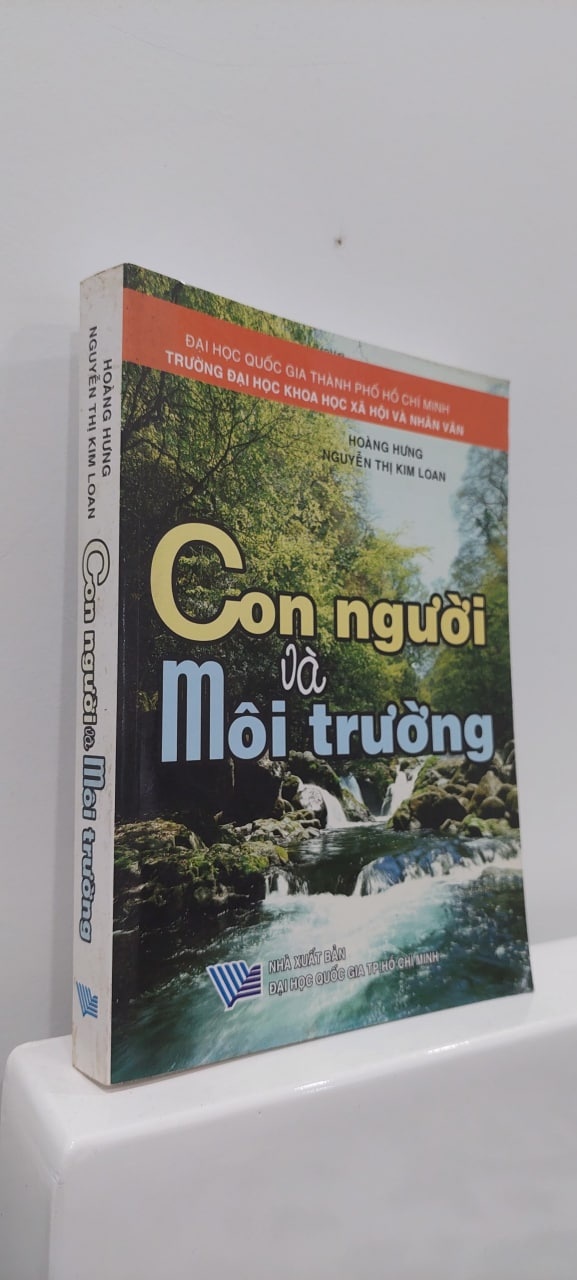 HOÀNG HƯNG
NGUYỄN THỊ KIM LOAN
Con người và Môi trường
ĐẠI HỌC QUỐC GIA THÀNH PHỐ HỒ CHÍ MINH
TRƯỜNG ĐẠI HỌC KHOA HỌC XÃ HỘI VÀ NHÂN VĂN
HOÀNG HƯNG
NGUYỄN THỊ KIM LOAN
Con người
và
Môi trường
NHÀ XUẤT BẢN
ĐẠI HỌC QUỐC GIA TP HỒ CHÍ MINH